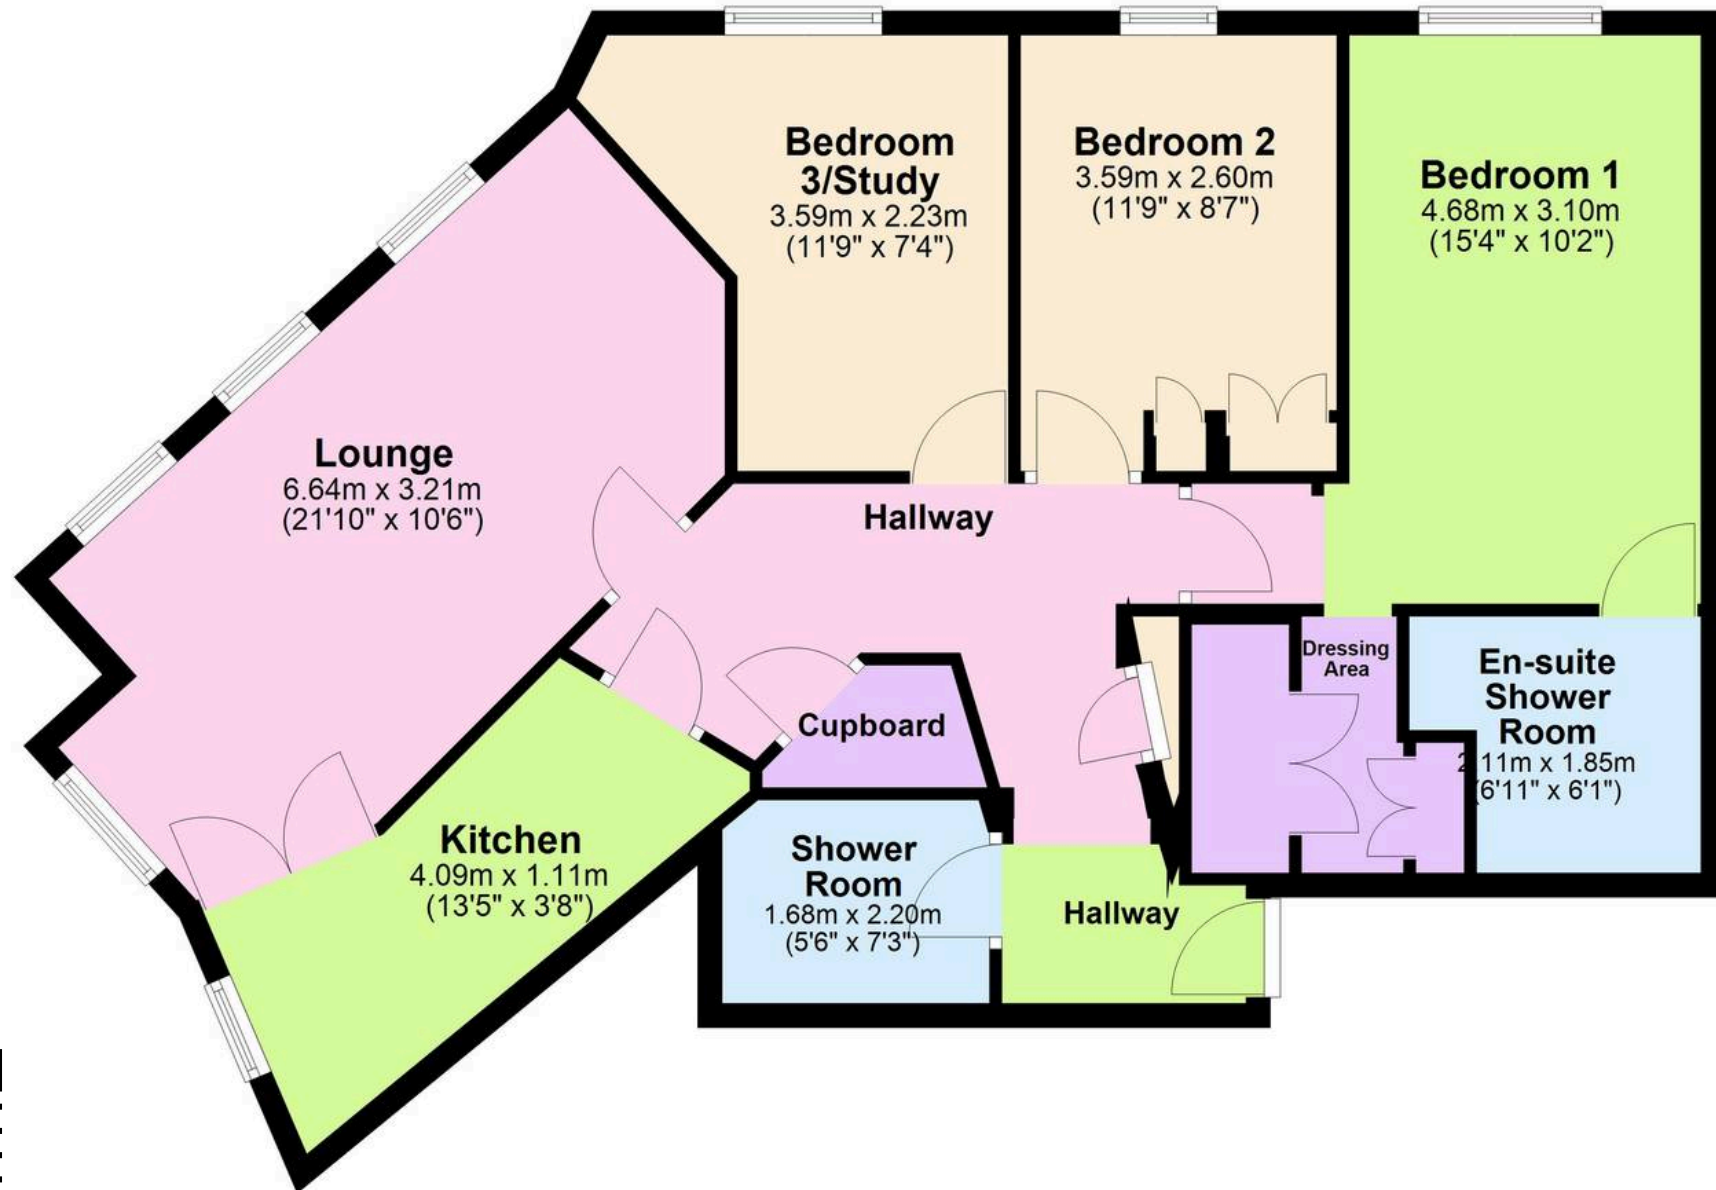 Bedroom
3/Study
3.59m x 2.23m
(11'9" x 7'4")
Bedroom 2
3.59m x 2.60m
(11'9" x 8'7")
Bedroom 1
4.68m x 3.10m
(15'4" x 10'2")
Lounge
6.64m x 3.21m
(21'10" x 10'6")
Hallway
Dressing
Area
En-suite
Shower
Room
2.11m x 1.85m
(6'11" x 6'1")
Cupboard
Kitchen
4.09m x 1.11m
(13'5" x 3'8")
Shower
Room
1.68m x 2.20m
(5'6" x 7'3")
Hallway